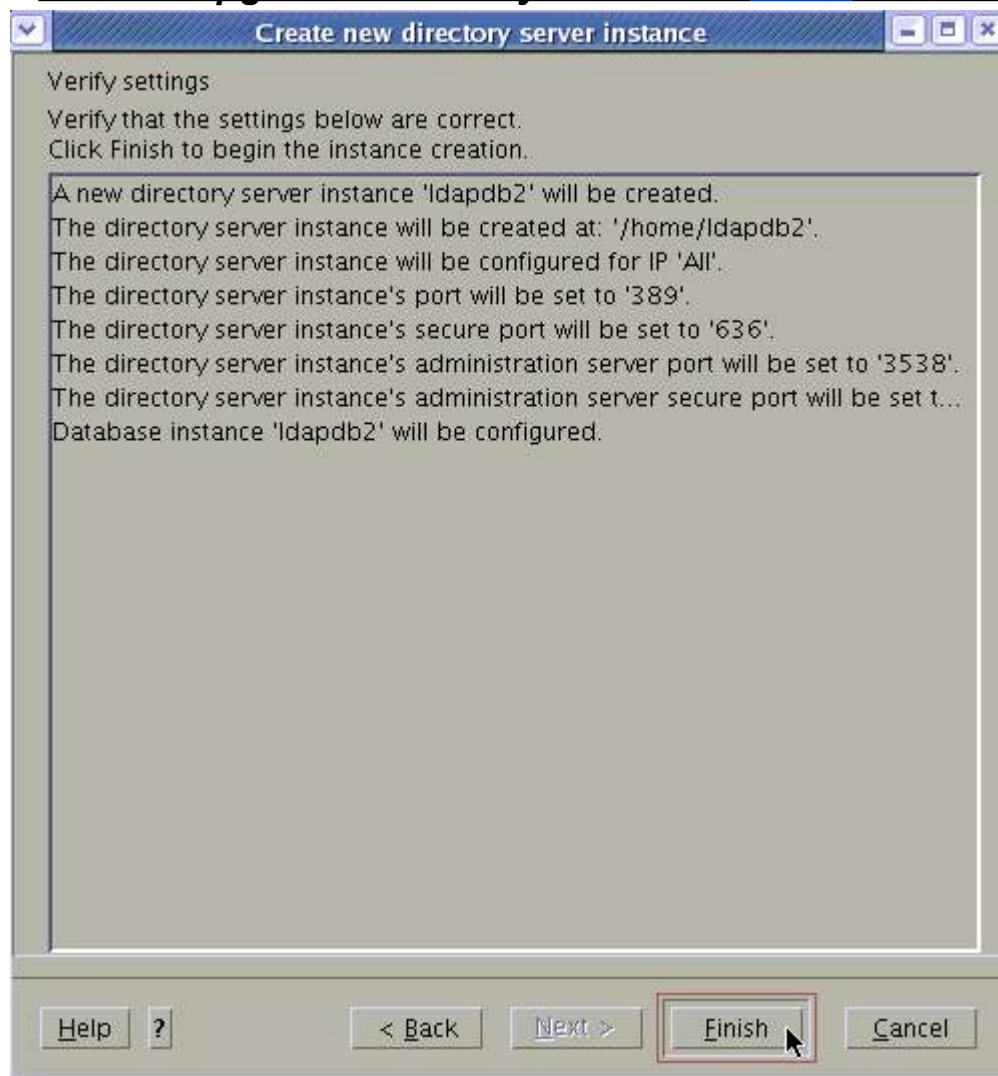 Create new directory server instance
Verify settings
Verify that the settings below are correct.
Click Finish to begin the instance creation.
A new directory server instance 'ldapdb2' will be created.
The directory server instance will be created at: '/home/ldapdb2'.
The directory server instance will be configured for IP 'All'.
The directory server instance's port will be set to '389'.
The directory server instance's secure port will be set to '636'.
The directory server instance's administration server port will be set to '3538'.
The directory server instance's administration server secure port will be set t...
Database instance 'ldapdb2' will be configured.
Help ? < Back Next > Finish Cancel